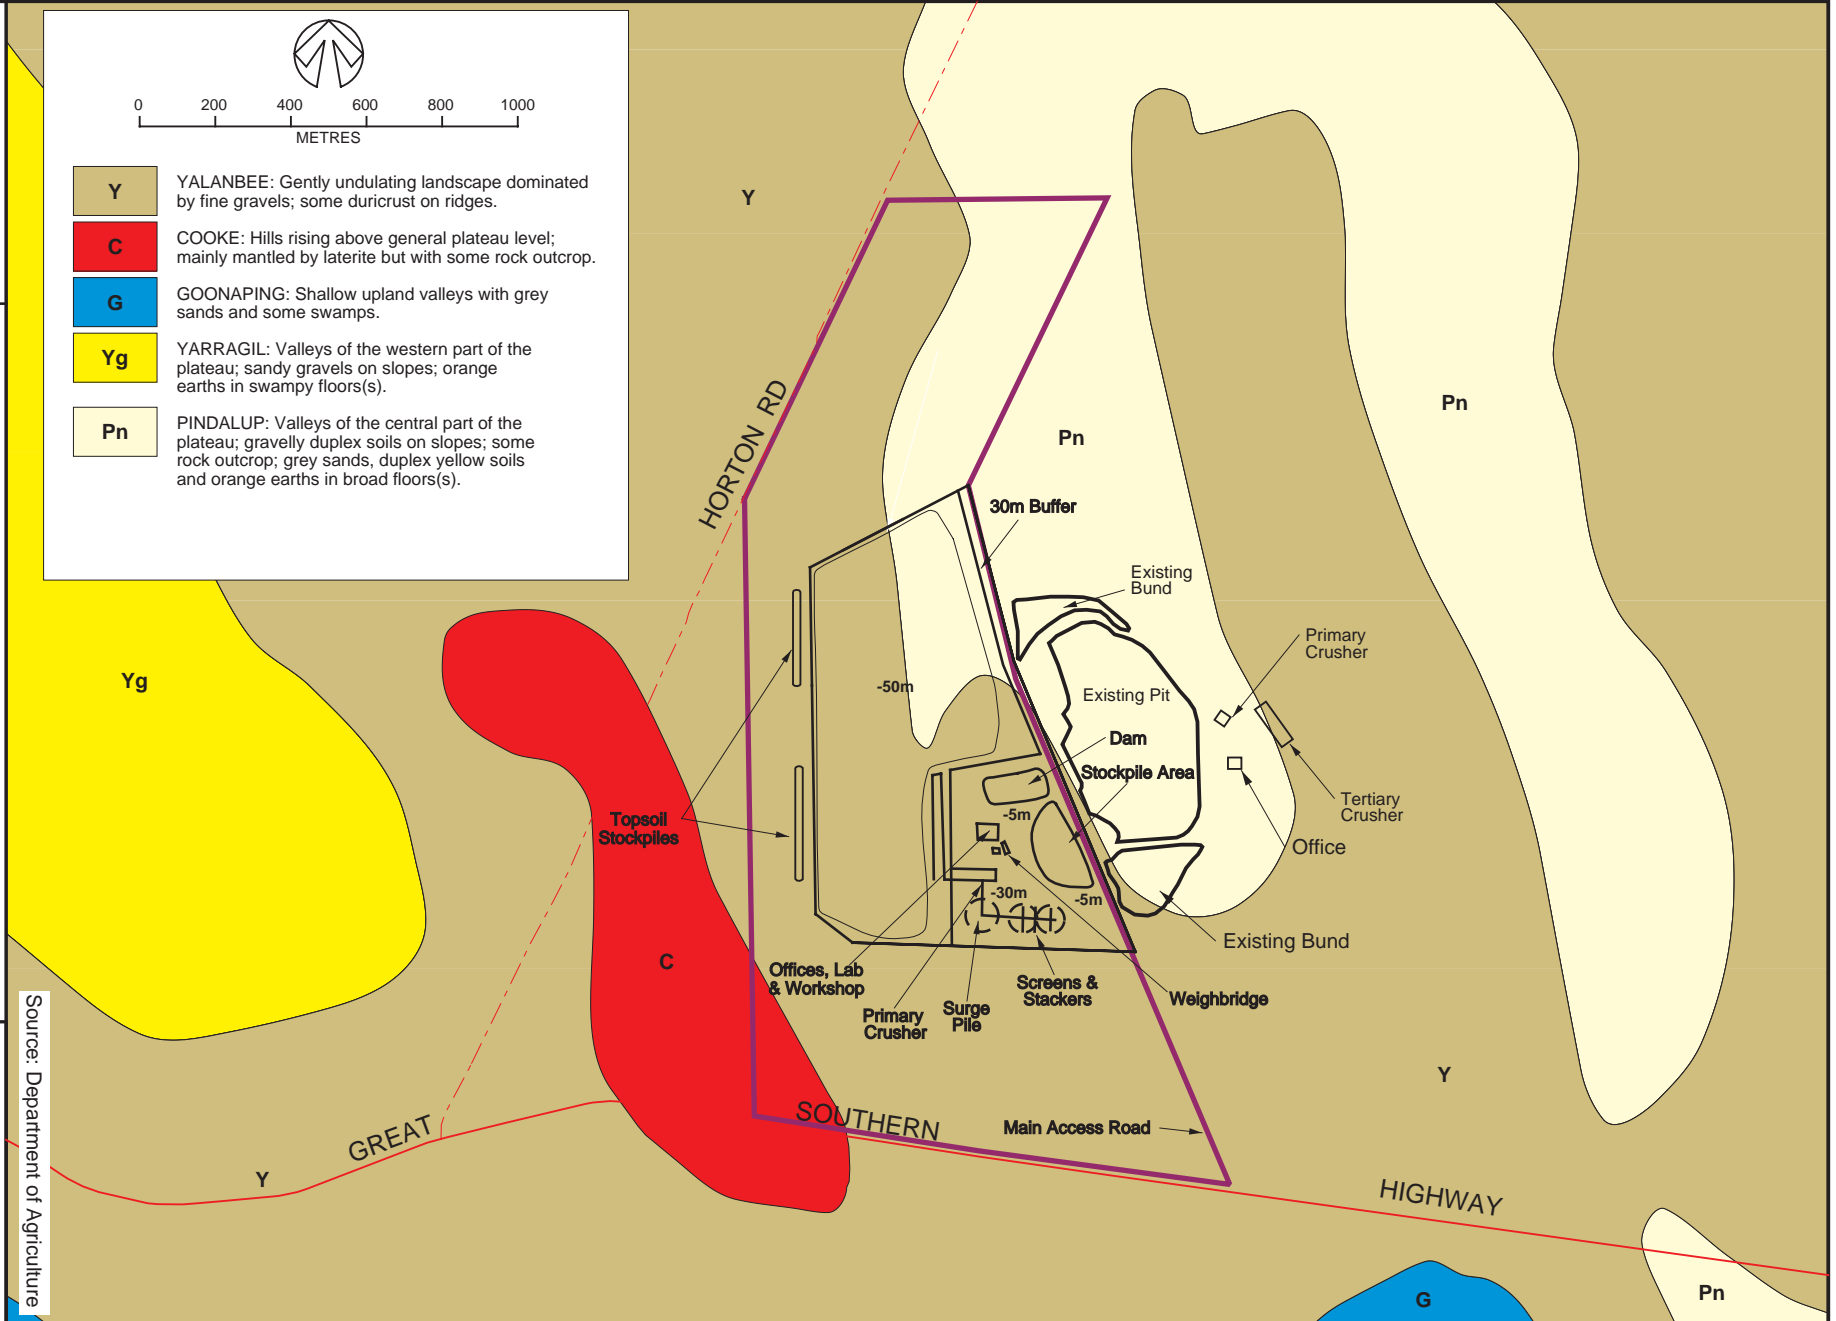 0 200 400 600 800 1000
METRES
Y
YALANBEE: Gently undulating landscape dominated
by fine gravels; some duricrust on ridges.
C
COOKE: Hills rising above general plateau level;
mainly mantled by laterite but with some rock outcrop.
G
GOONAPING: Shallow upland valleys with grey
sands and some swamps.
Yg
YARRAGIL: Valleys of the western part of the
plateau; sandy gravels on slopes; orange
earths in swampy floors(s).
Pn
PINDALUP: Valleys of the central part of the
plateau; gravelly duplex soils on slopes; some
rock outcrop; grey sands, duplex yellow soils
and orange earths in broad floors(s).
Y
HORTON RD
Pn
Pn
30m Buffer
Existing
Bund
Primary
Crusher
Yg
-50m
Existing Pit
Dam
Stockpile Area
Topsoil
Stockpiles
-5m
Tertiary
Crusher
Office
-30m
-5m
Existing Bund
C
Offices, Lab
& Workshop
Screens &
Stackers
Weighbridge
Primary
Crusher
Surge
Pile
Y
Main Access Road
GREAT
SOUTHERN
HIGHWAY
Y
G
Pn
Source: Department of Agriculture